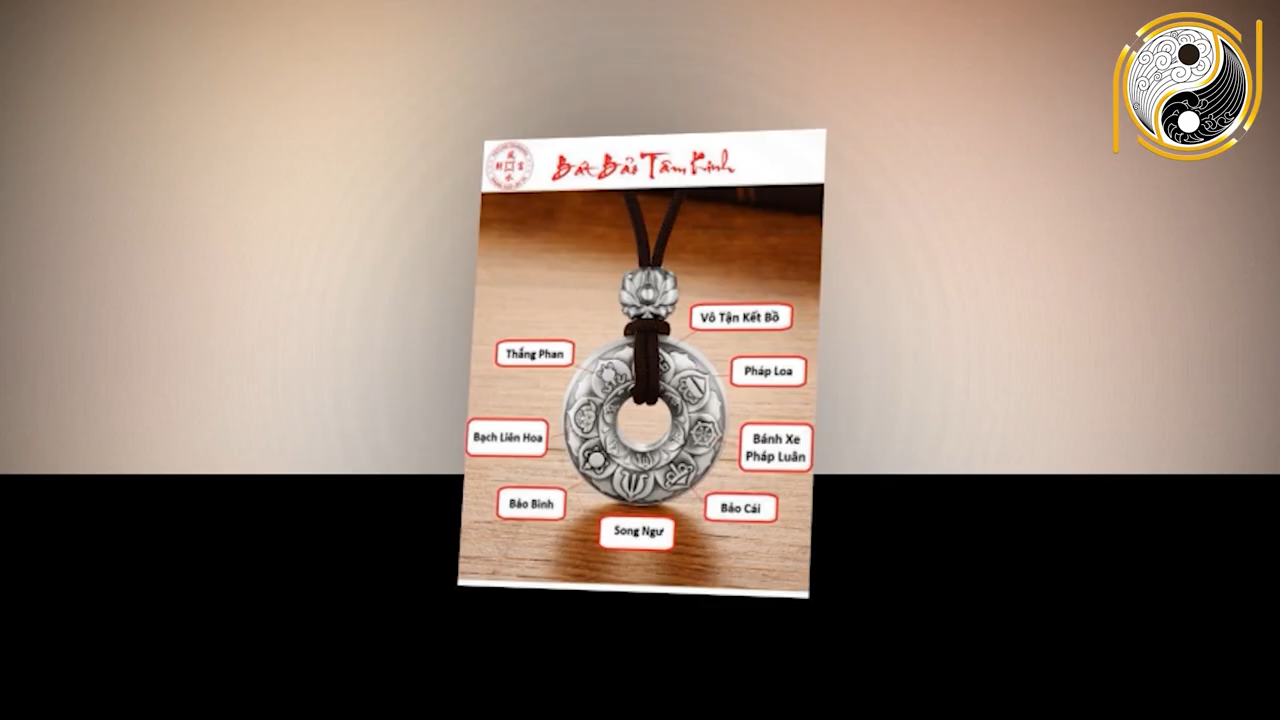 Bát Bảo Tâm Kinh
Vô Tận Kết Bồ
Thắng Phan
Pháp Loa
Bạch Liên Hoa
Bánh Xe
Pháp Luân
Bảo Bình
Bảo Cái
Song Ngư